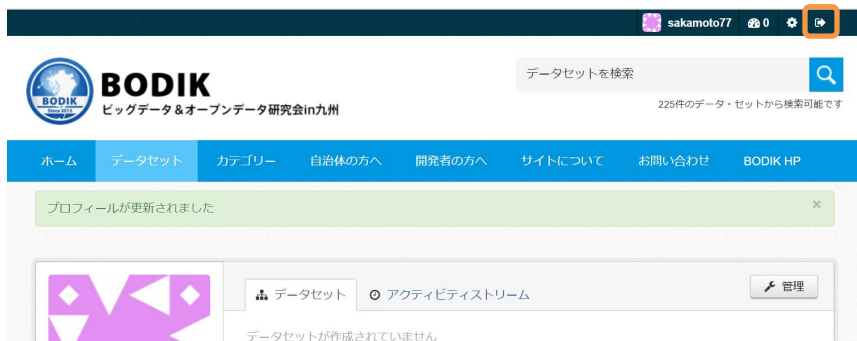 sakamoto77 0
BODIK
Since 2013
BODIK
ビッグデータ＆オープンデータ研究会in九州
データセットを検索
225件のデータ・セットから検索可能です
ホーム データセット カテゴリー 自治体の方へ 開発者の方へ サイトについて お問い合わせ BODIK HP
プロフィールが更新されました ×
データセット アクティビティストリーム 管理
データセットが作成されていません